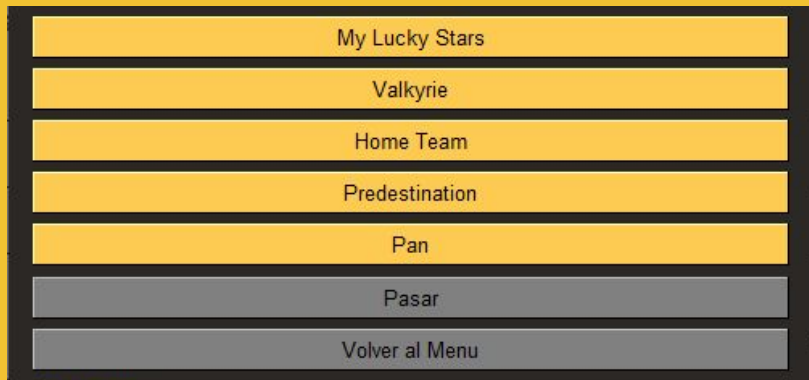 My Lucky Stars
Valkyrie
Home Team
Predestination
Pan
Pasar
Volver al Menu